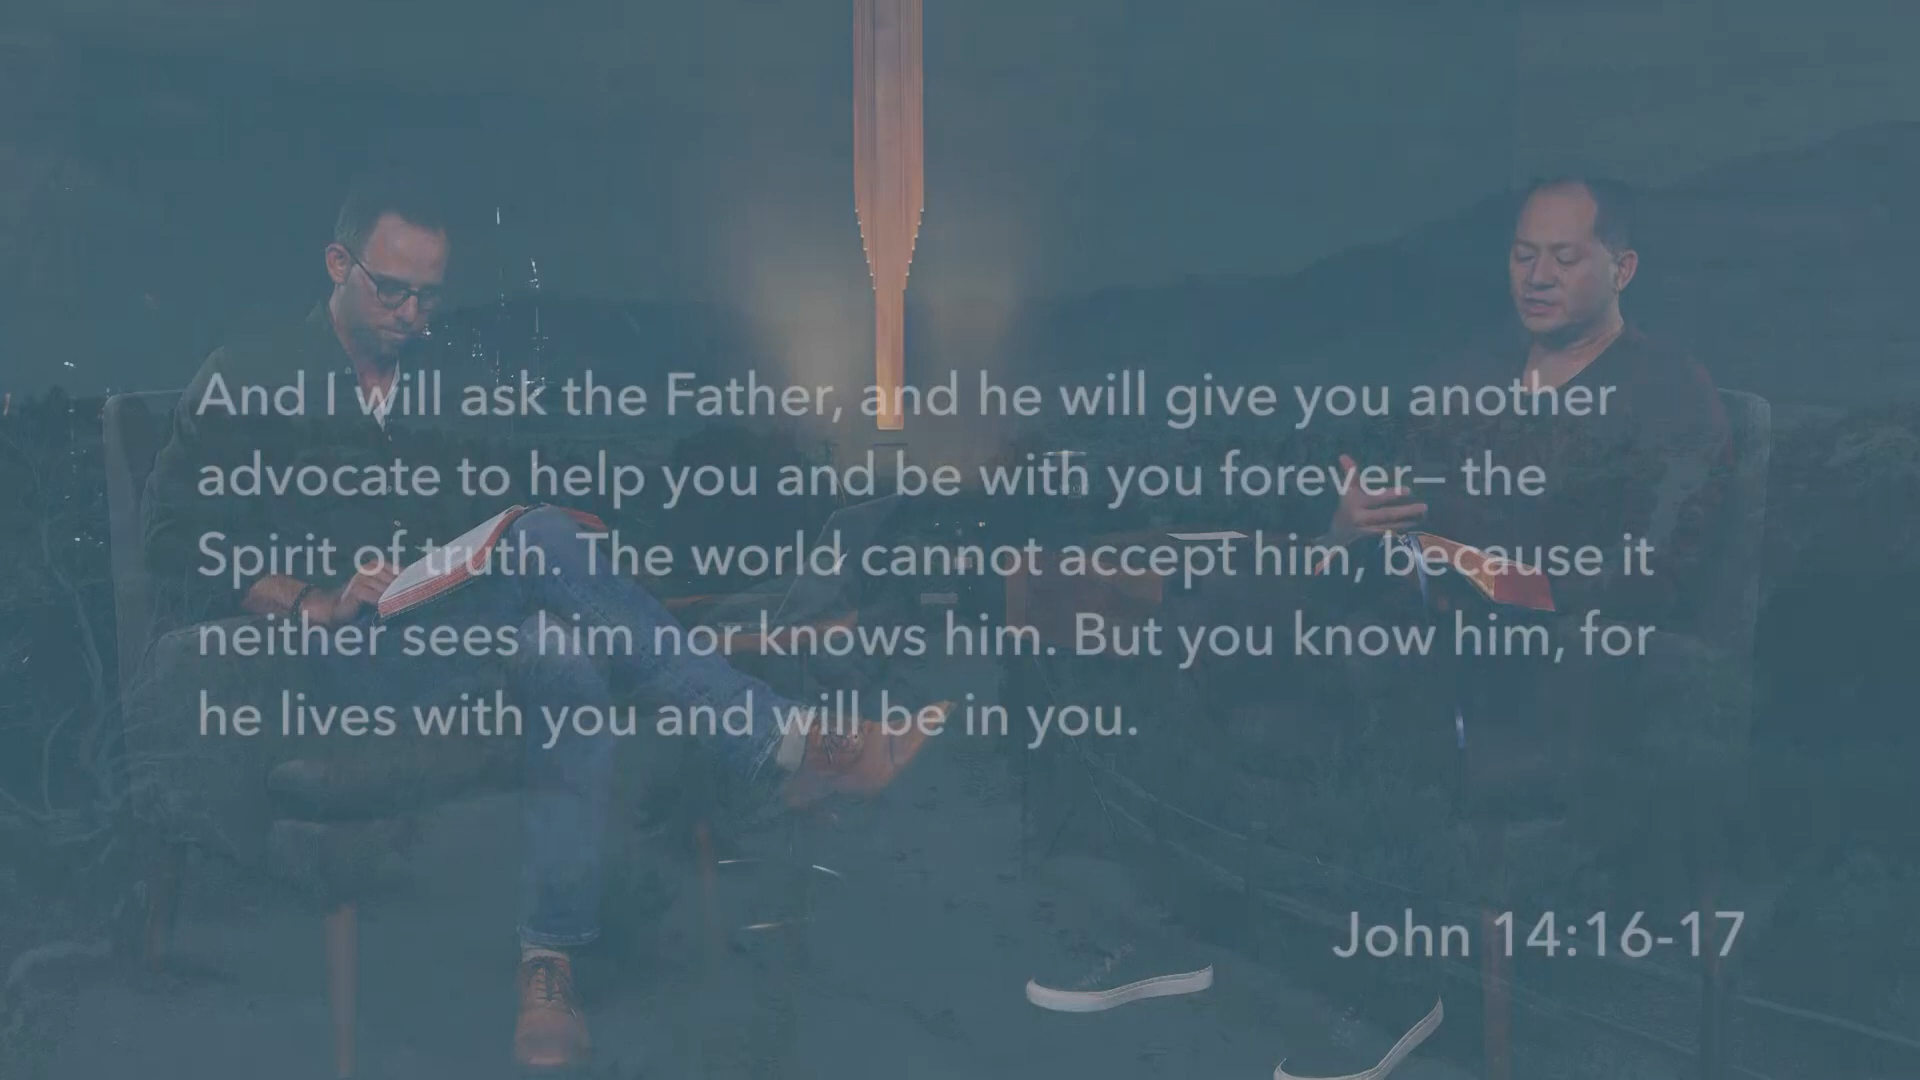 And I will ask the Father, and he will give you another
advocate to help you and be with you forever— the
Spirit of truth. The world cannot accept him, because it
neither sees him nor knows him. But you know him, for
he lives with you and will be in you.
John 14:16-17